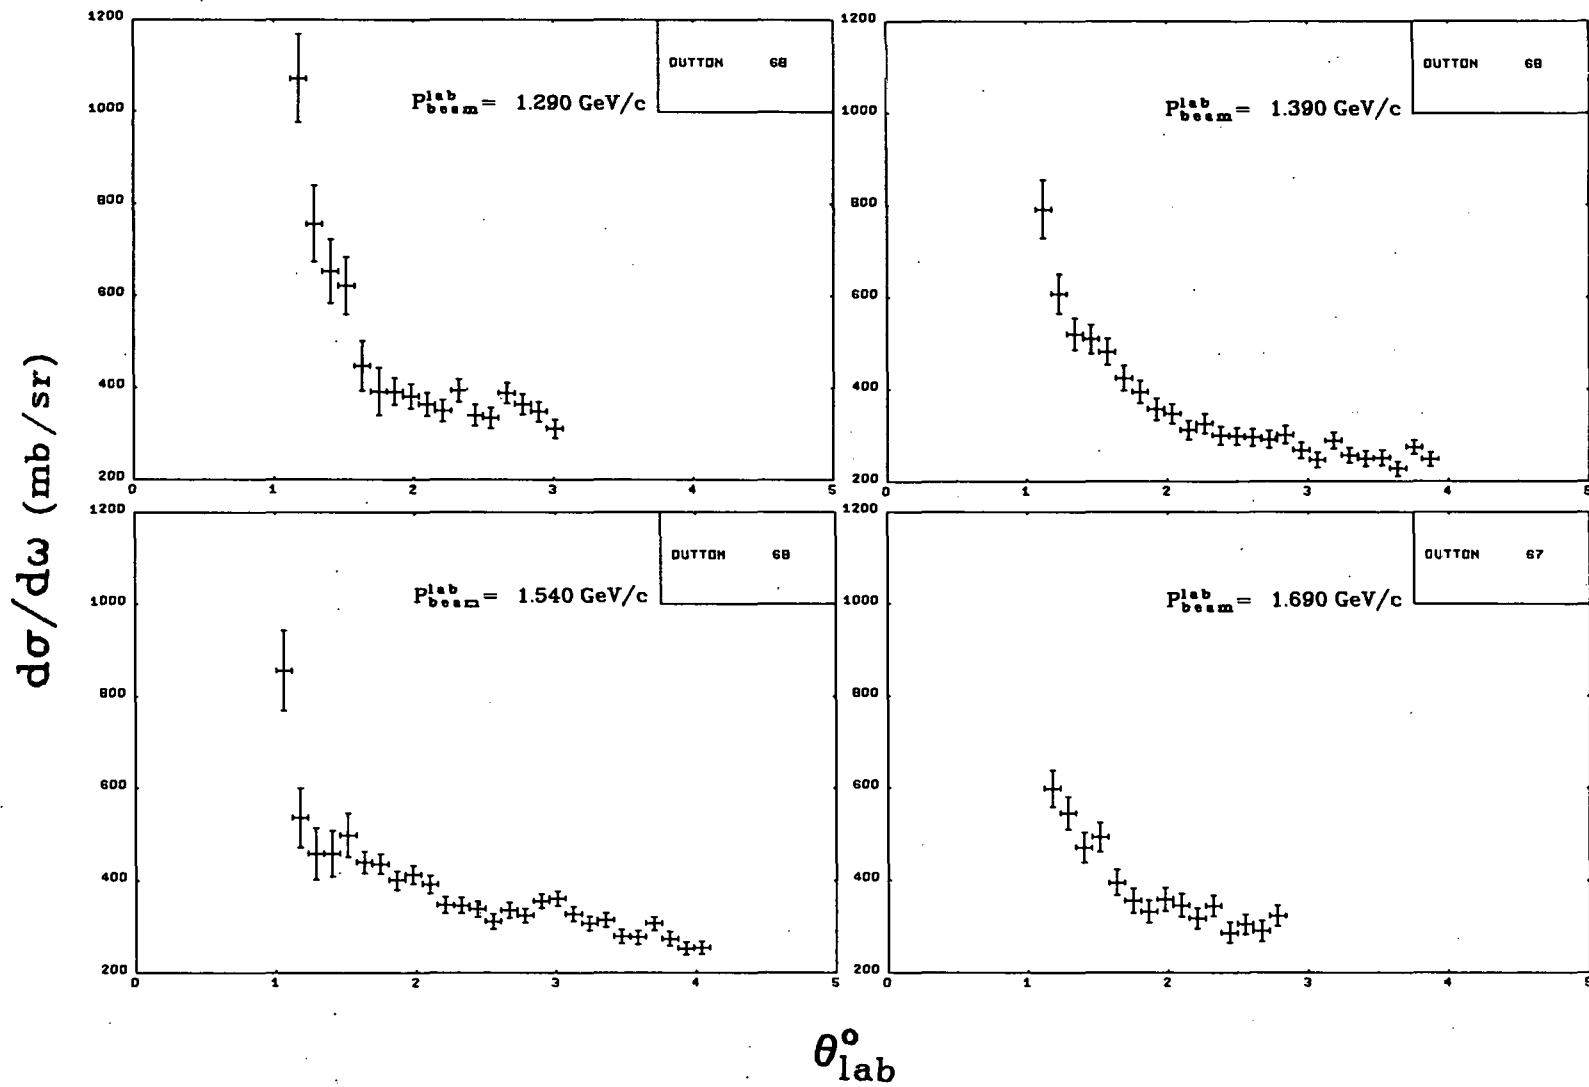 dσ/dω (mb/sr)
1200
1000
800
600
400
200
0 1 2 3 4 5
DUTTON 68
P^lab_beam = 1.290 GeV/c
1200
1000
800
600
400
200
0 1 2 3 4 5
DUTTON 68
P^lab_beam = 1.390 GeV/c
1200
1000
800
600
400
200
0 1 2 3 4 5
DUTTON 68
P^lab_beam = 1.540 GeV/c
1200
1000
800
600
400
200
0 1 2 3 4 5
DUTTON 67
P^lab_beam = 1.690 GeV/c
θ°_lab